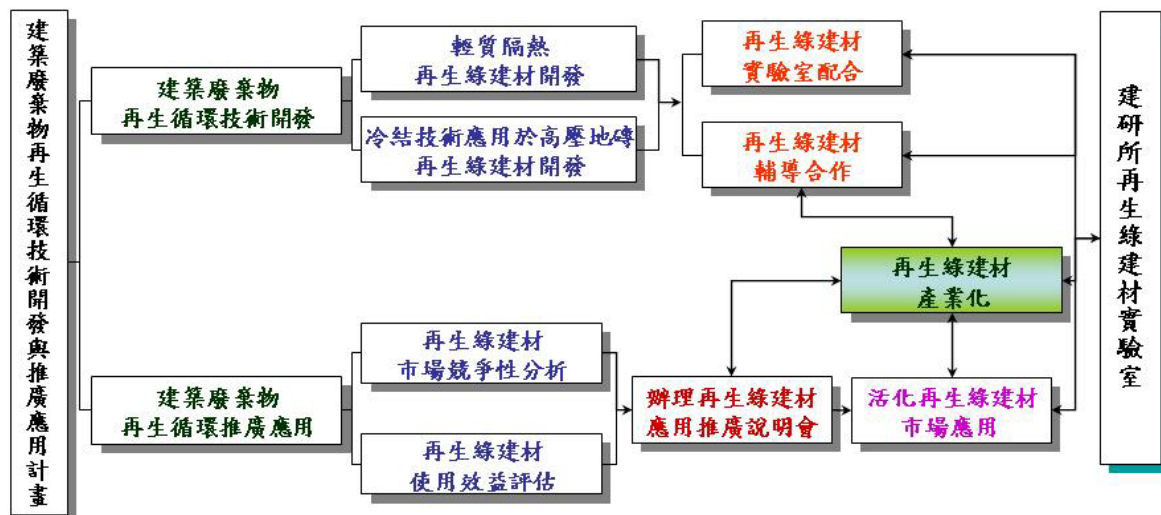 建築廢棄物再生循環技術開發與推廣應用計畫
建築廢棄物
再生循環技術開發
輕質隔熱
再生綠建材開發
冷結技術應用於高壓地磚
再生綠建材開發
再生綠建材
實驗室配合
再生綠建材
輔導合作
再生綠建材
產業化
建築廢棄物
再生循環推廣應用
再生綠建材
市場競爭性分析
再生綠建材
使用效益評估
辦理再生綠建材
應用推廣說明會
活化再生綠建材
市場應用
建研所再生綠建材實驗室